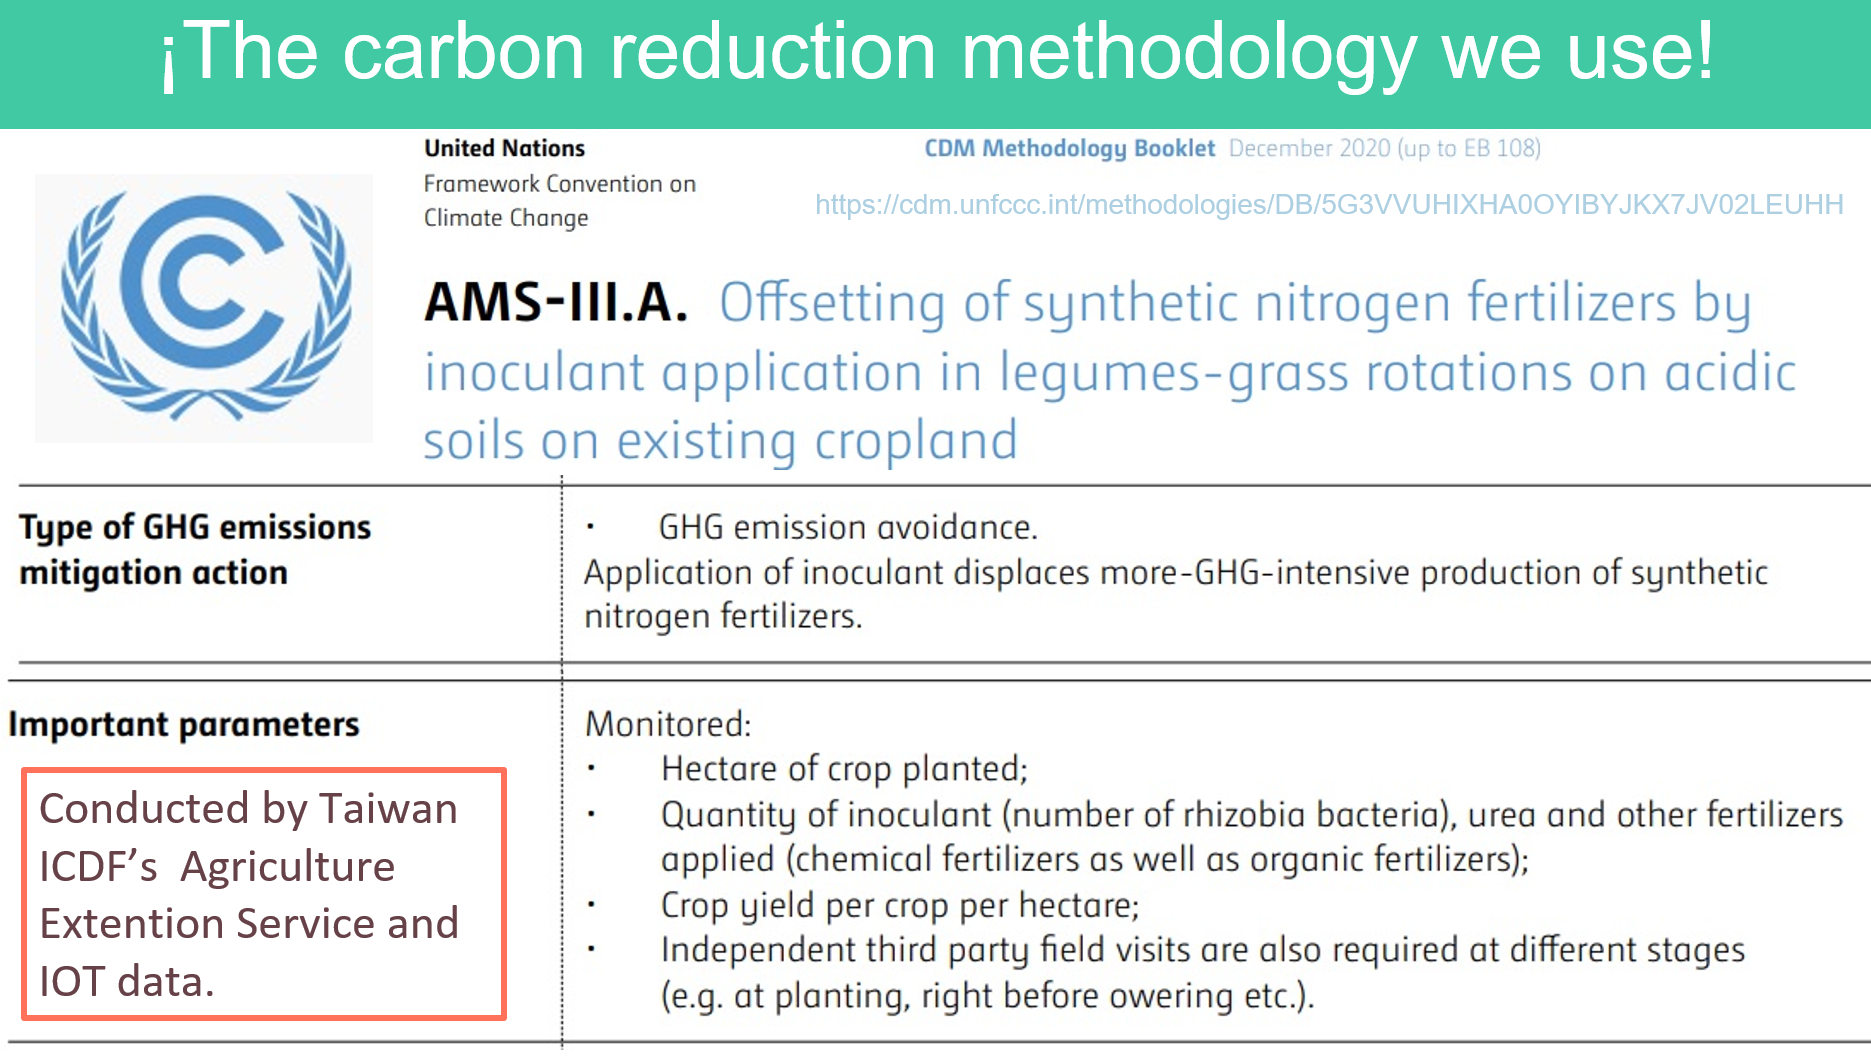 ¡The carbon reduction methodology we use!
United Nations
Framework Convention on
Climate Change
CDM Methodology Booklet December 2020 (up to EB 108)
https://cdm.unfccc.int/methodologies/DB/5G3VVUHIXHA0OYIBYJKX7JV02LEUHH
AMS-III.A. Offsetting of synthetic nitrogen fertilizers by
inoculant application in legumes-grass rotations on acidic
soils on existing cropland
Type of GHG emissions
mitigation action
• GHG emission avoidance.
Application of inoculant displaces more-GHG-intensive production of synthetic
nitrogen fertilizers.
Important parameters
Conducted by Taiwan
ICDF’s Agriculture
Extention Service and
IOT data.
Monitored:
• Hectare of crop planted;
• Quantity of inoculant (number of rhizobia bacteria), urea and other fertilizers
applied (chemical fertilizers as well as organic fertilizers);
• Crop yield per crop per hectare;
• Independent third party field visits are also required at different stages
(e.g. at planting, right before owering etc.).